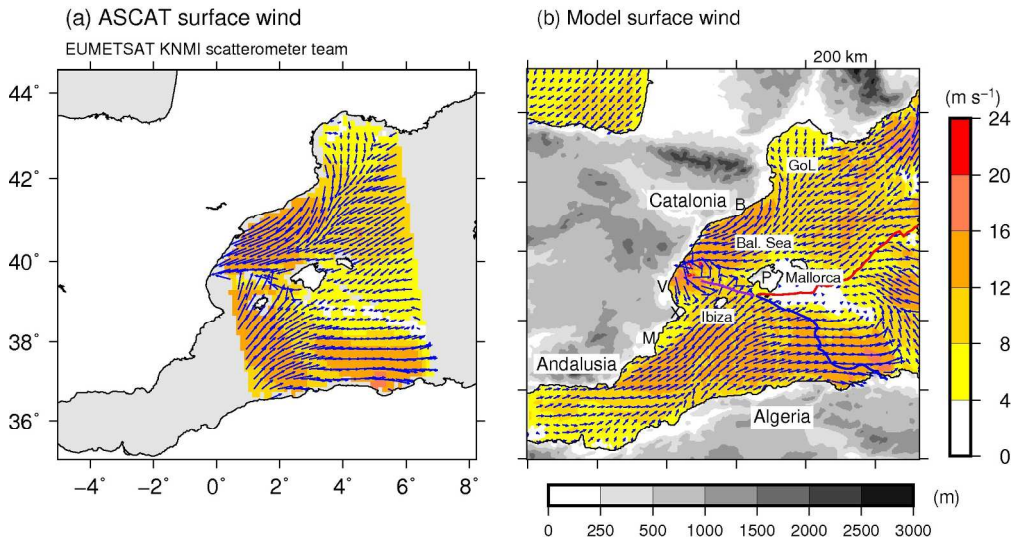 (a) ASCAT surface wind
EUMETSAT KNMI scatterometer team
44°
42°
40°
38°
36°
−4° −2° 0° 2° 4° 6° 8°
(b) Model surface wind
200 km
GoL
Catalonia B
Bal. Sea
P Mallorca
V
Ibiza
X
M
Andalusia
Algeria
(m s⁻¹)
24
20
16
12
8
4
0
(m)
0 250 500 1000 1500 2000 2500 3000